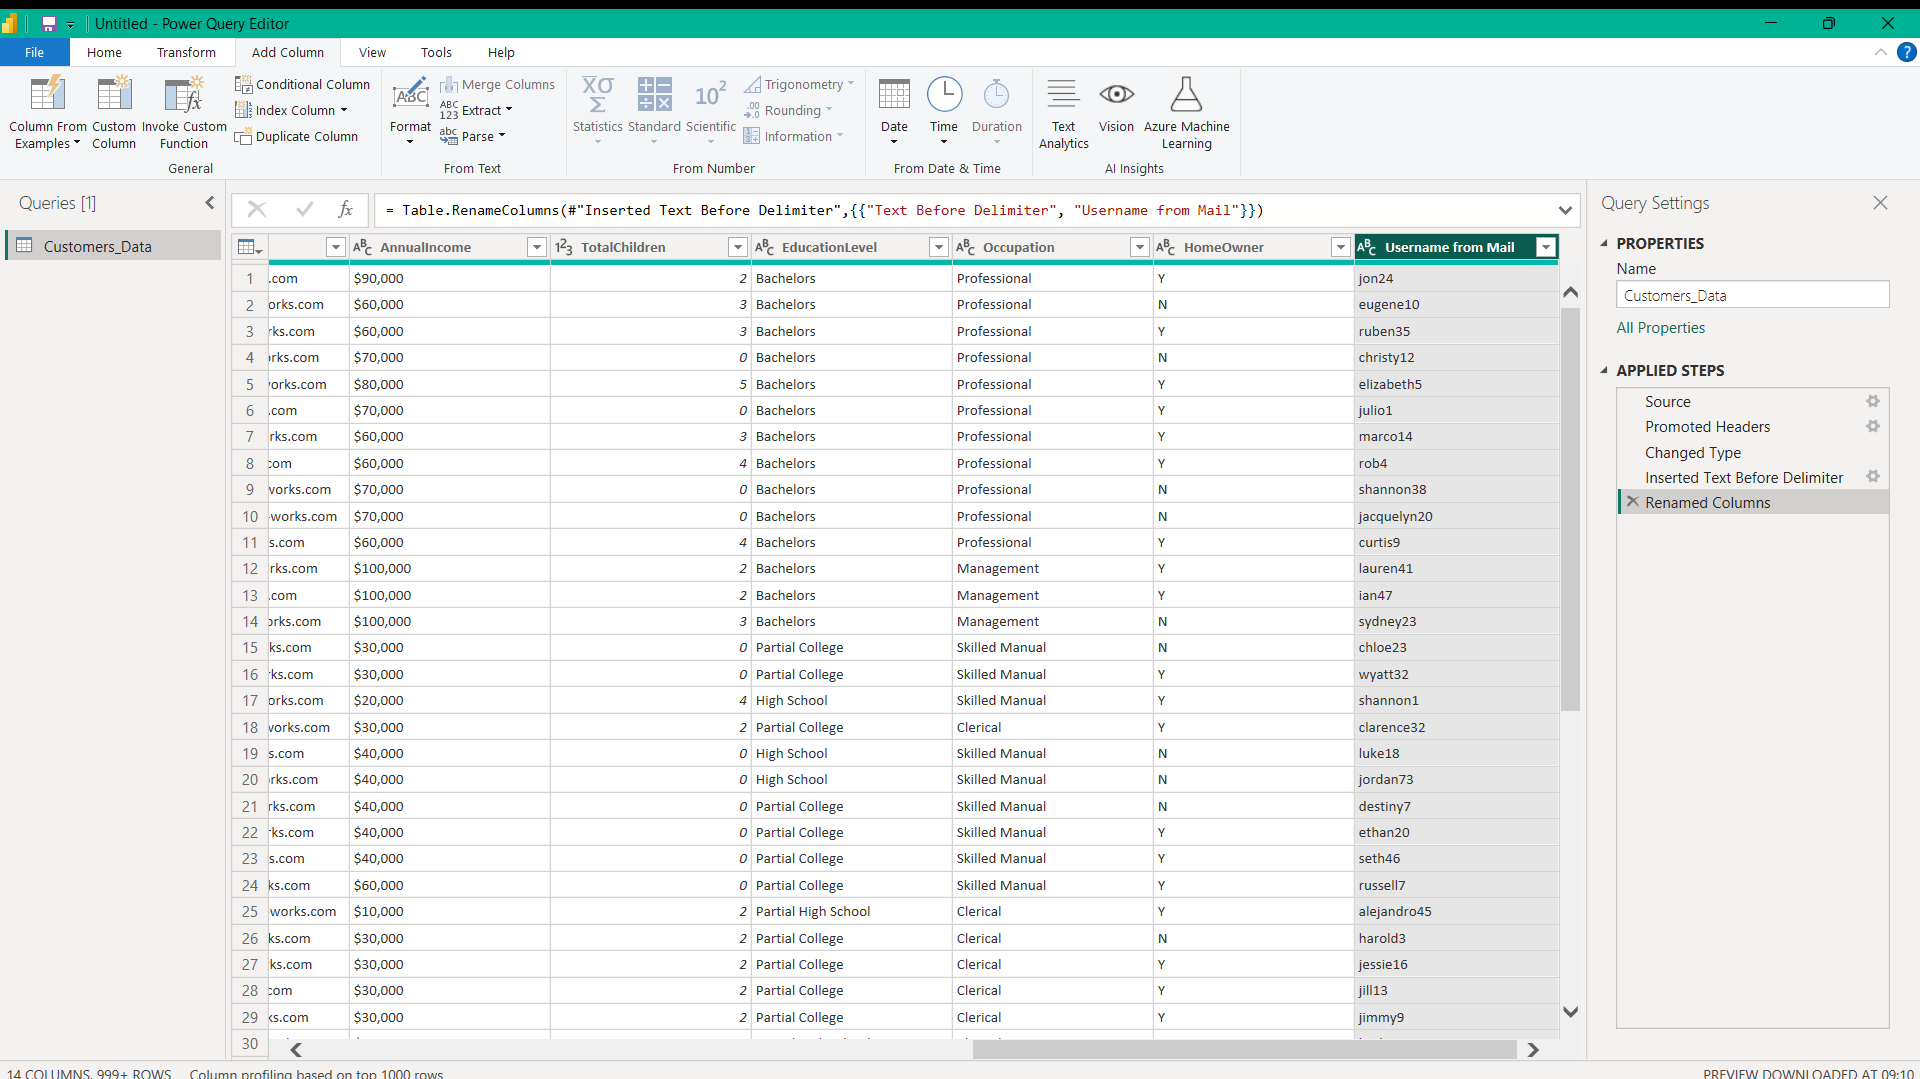 Untitled - Power Query Editor
File Home Transform Add Column View Tools Help
Column From Examples
Custom Column
Invoke Custom Function
Conditional Column
Index Column
Duplicate Column
General
Format
Merge Columns
Extract
Parse
From Text
Statistics
Standard
Scientific
Trigonometry
Rounding
Information
From Number
Date
Time
Duration
From Date & Time
Text Analytics
Vision
Azure Machine Learning
AI Insights
Queries [1]
Customers_Data
= Table.RenameColumns(#"Inserted Text Before Delimiter",{{"Text Before Delimiter", "Username from Mail"}})
AnnualIncome TotalChildren EducationLevel Occupation HomeOwner Username from Mail
1 .com $90,000 2 Bachelors Professional Y jon24
2 orks.com $60,000 3 Bachelors Professional N eugene10
3 rks.com $60,000 3 Bachelors Professional Y ruben35
4 orks.com $70,000 0 Bachelors Professional N christy12
5 orks.com $80,000 5 Bachelors Professional Y elizabeth5
6 .com $70,000 0 Bachelors Professional Y julio1
7 rks.com $60,000 3 Bachelors Professional Y marco14
8 com $60,000 4 Bachelors Professional Y rob4
9 works.com $70,000 0 Bachelors Professional N shannon38
10 -works.com $70,000 0 Bachelors Professional N jacquelyn20
11 s.com $60,000 4 Bachelors Professional Y curtis9
12 rks.com $100,000 2 Bachelors Management Y lauren41
13 .com $100,000 2 Bachelors Management Y ian47
14 orks.com $100,000 3 Bachelors Management N sydney23
15 ks.com $30,000 0 Partial College Skilled Manual N chloe23
16 rks.com $30,000 0 Partial College Skilled Manual Y wyatt32
17 orks.com $20,000 4 High School Skilled Manual Y shannon1
18 works.com $30,000 2 Partial College Clerical Y clarence32
19 s.com $40,000 0 High School Skilled Manual N luke18
20 rks.com $40,000 0 High School Skilled Manual N jordan73
21 rks.com $40,000 0 Partial College Skilled Manual N destiny7
22 rks.com $40,000 0 Partial College Skilled Manual Y ethan20
23 s.com $40,000 0 Partial College Skilled Manual Y seth46
24 ks.com $60,000 0 Partial College Skilled Manual Y russell7
25 works.com $10,000 2 Partial High School Clerical Y alejandro45
26 ks.com $30,000 2 Partial College Clerical N harold3
27 ks.com $30,000 2 Partial College Clerical Y jessie16
28 com $30,000 2 Partial College Clerical Y jill13
29 ks.com $30,000 2 Partial College Clerical Y jimmy9
30
Query Settings
PROPERTIES
Name
Customers_Data
All Properties
APPLIED STEPS
Source
Promoted Headers
Changed Type
Inserted Text Before Delimiter
Renamed Columns
14 COLUMNS, 999+ ROWS Column profiling based on top 1000 rows
PREVIEW DOWNLOADED AT 09:10